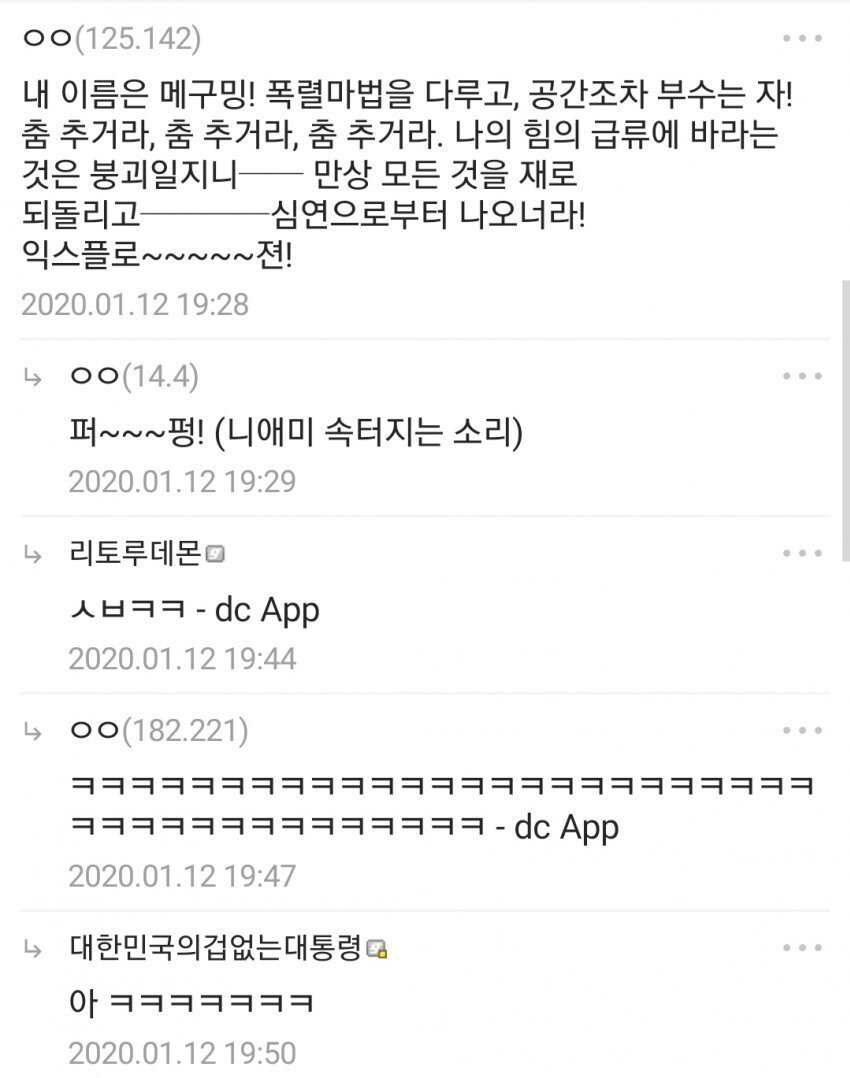 ㅇㅇ(125.142)
내 이름은 메구밍! 폭렬마법을 다루고, 공간조차 부수는 자!
춤 추거라, 춤 추거라, 춤 추거라. 나의 힘의 급류에 바라는
것은 붕괴일지니─── 만상 모든 것을 재로
되돌리고──────심연으로부터 나오너라!
익스플로~~~~~젼!
2020.01.12 19:28
ㅇㅇ(14.4)
퍼~~~펑! (니애미 속터지는 소리)
2020.01.12 19:29
리토루데몬
ㅅㅂㅋㅋ - dc App
2020.01.12 19:44
ㅇㅇ(182.221)
ㅋㅋㅋㅋㅋㅋㅋㅋㅋㅋㅋㅋㅋㅋㅋㅋㅋㅋㅋㅋㅋㅋㅋㅋㅋ
ㅋㅋㅋㅋㅋㅋㅋㅋㅋㅋㅋㅋㅋㅋ - dc App
2020.01.12 19:47
대한민국의겁없는대통령
아 ㅋㅋㅋㅋㅋㅋㅋ
2020.01.12 19:50